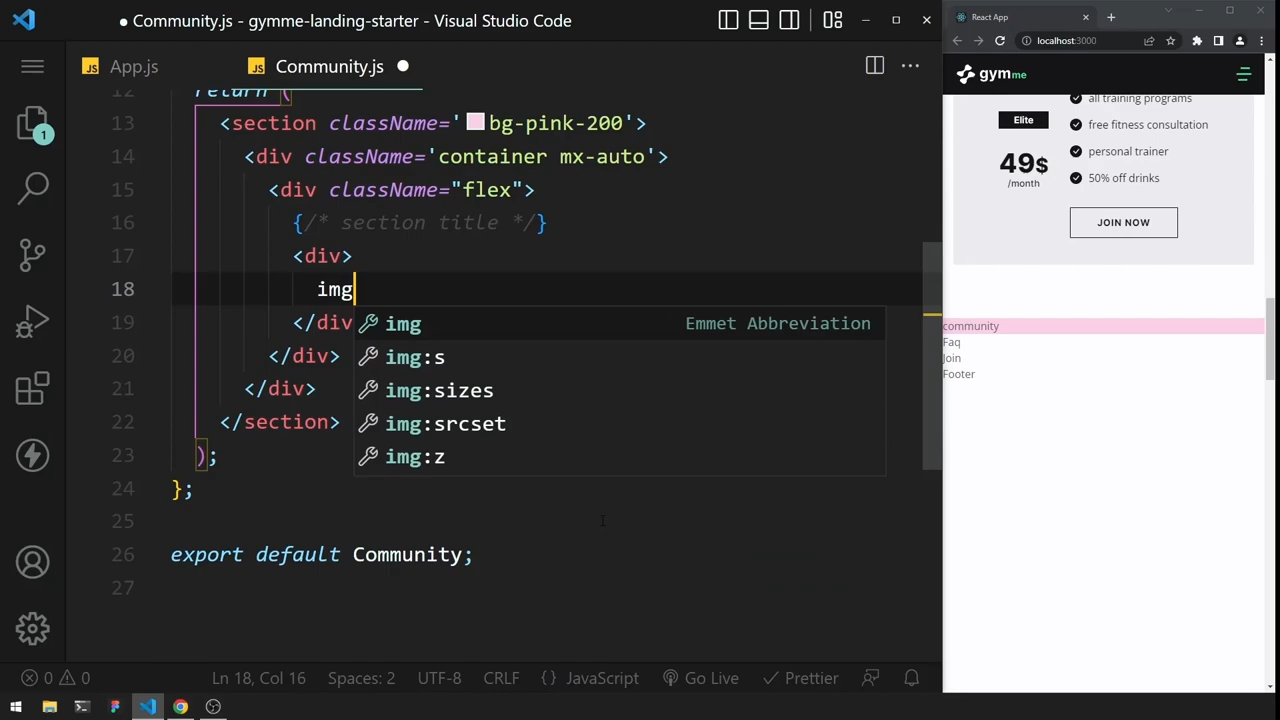 Community.js - gymme-landing-starter - Visual Studio Code
App.js
Community.js
12 return (
13 <section className='bg-pink-200'>
14 <div className='container mx-auto'>
15 <div className="flex">
16 {/* section title */}
17 <div>
18 img
19 </div
20 </div>
21 </div>
22 </section>
23 );
24 };
25
26 export default Community;
27
img Emmet Abbreviation
img:s
img:sizes
img:srcset
img:z
1
0 0
Ln 18, Col 16
Spaces: 2
UTF-8
CRLF
{} JavaScript
Go Live
Prettier
React App
localhost:3000
gymme
all training programs
Elite
free fitness consultation
49$
/month
personal trainer
50% off drinks
JOIN NOW
community
Faq
Join
Footer